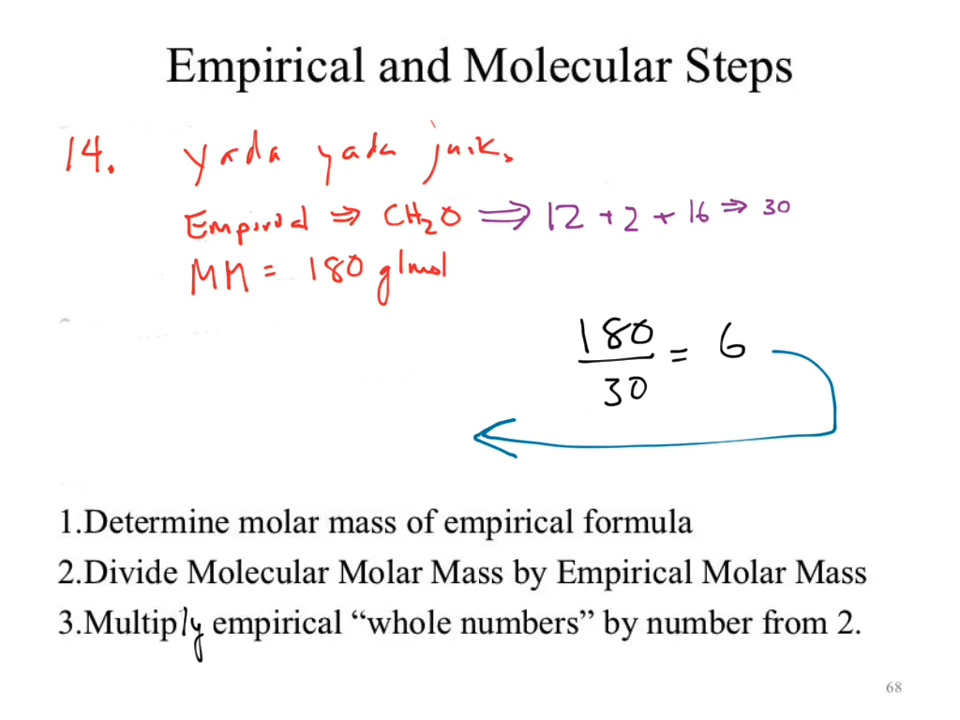 Empirical and Molecular Steps
14. yada yada junk.
Empirical ⇒ CH₂O ⇒ 12 + 2 + 16 ⇒ 30
MM = 180 g/mol
180
30
= 6
1.Determine molar mass of empirical formula
2.Divide Molecular Molar Mass by Empirical Molar Mass
3.Multiply empirical “whole numbers” by number from 2.
68